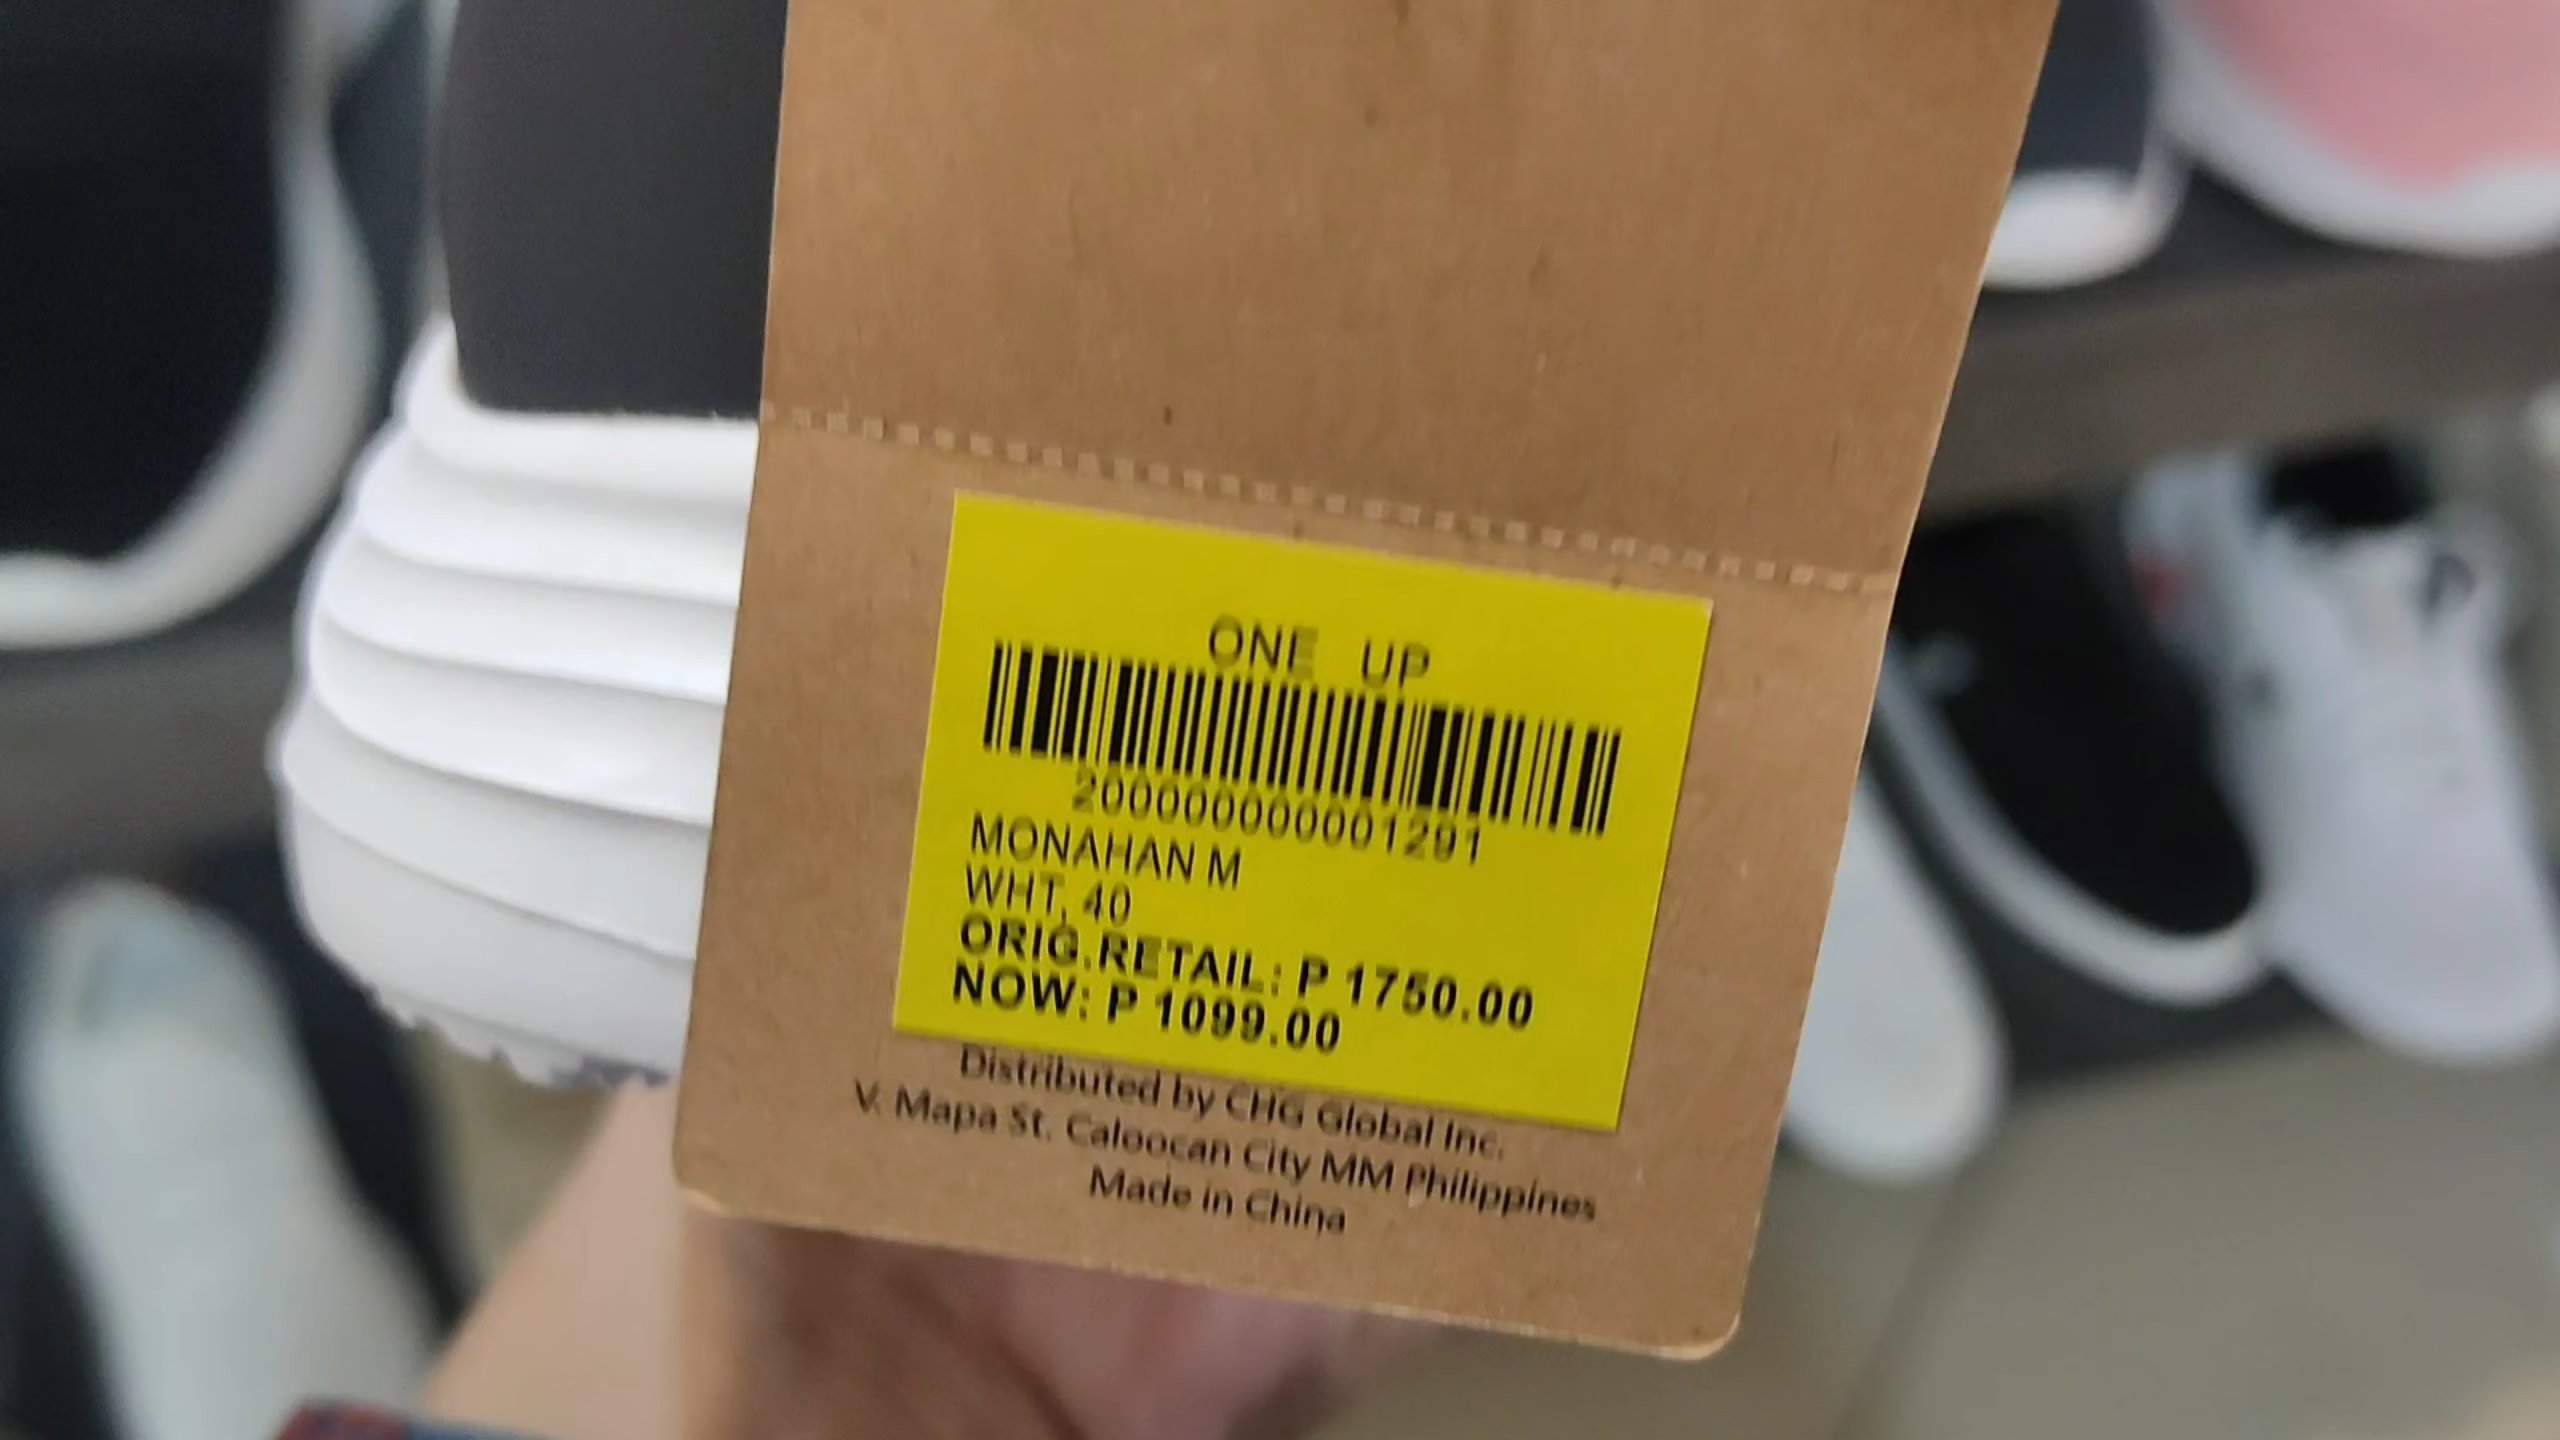 ONE UP
200000000001291
MONAHAN M
WHT, 40
ORIG.RETAIL: P 1750.00
NOW: P 1099.00
Distributed by CHG Global Inc.
V. Mapa St. Caloocan City MM Philippines
Made in China